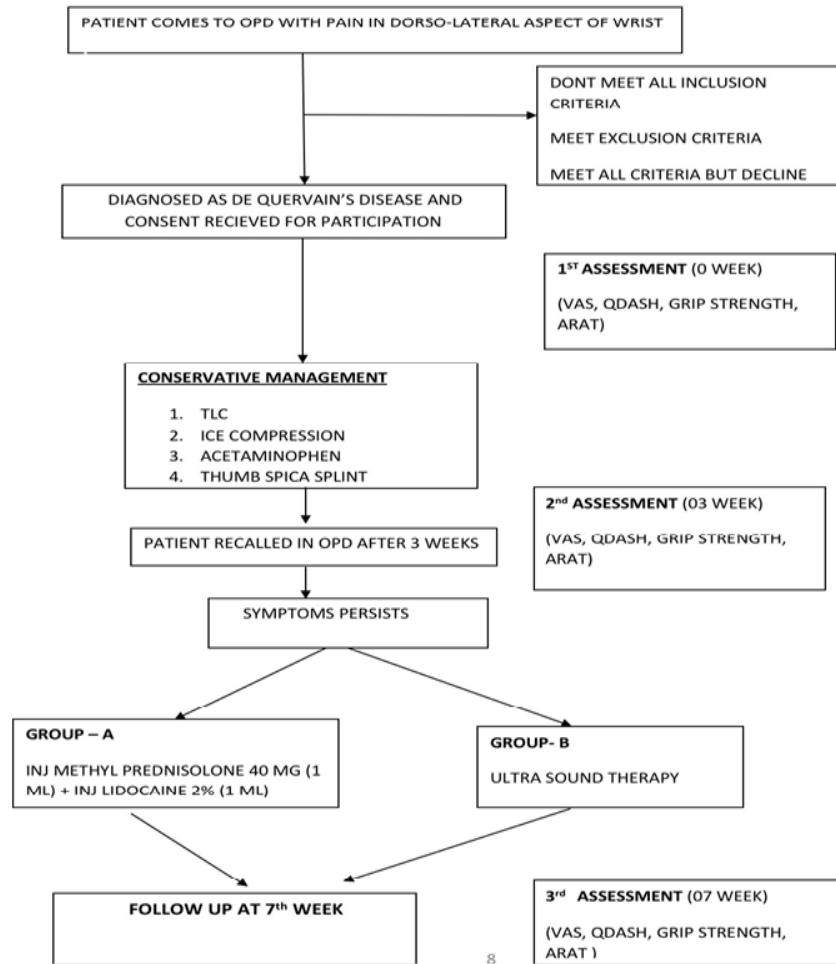 PATIENT COMES TO OPD WITH PAIN IN DORSO-LATERAL ASPECT OF WRIST
DONT MEET ALL INCLUSION
CRITERIA
MEET EXCLUSION CRITERIA
MEET ALL CRITERIA BUT DECLINE
DIAGNOSED AS DE QUERVAIN'S DISEASE AND
CONSENT RECIEVED FOR PARTICIPATION
1ST ASSESSMENT (0 WEEK)
(VAS, QDASH, GRIP STRENGTH,
ARAT)
CONSERVATIVE MANAGEMENT
1. TLC
2. ICE COMPRESSION
3. ACETAMINOPHEN
4. THUMB SPICA SPLINT
2nd ASSESSMENT (03 WEEK)
(VAS, QDASH, GRIP STRENGTH,
ARAT)
PATIENT RECALLED IN OPD AFTER 3 WEEKS
SYMPTOMS PERSISTS
GROUP – A
INJ METHYL PREDNISOLONE 40 MG (1
ML) + INJ LIDOCAINE 2% (1 ML)
GROUP- B
ULTRA SOUND THERAPY
FOLLOW UP AT 7th WEEK
3rd ASSESSMENT (07 WEEK)
(VAS, QDASH, GRIP STRENGTH,
ARAT )
8